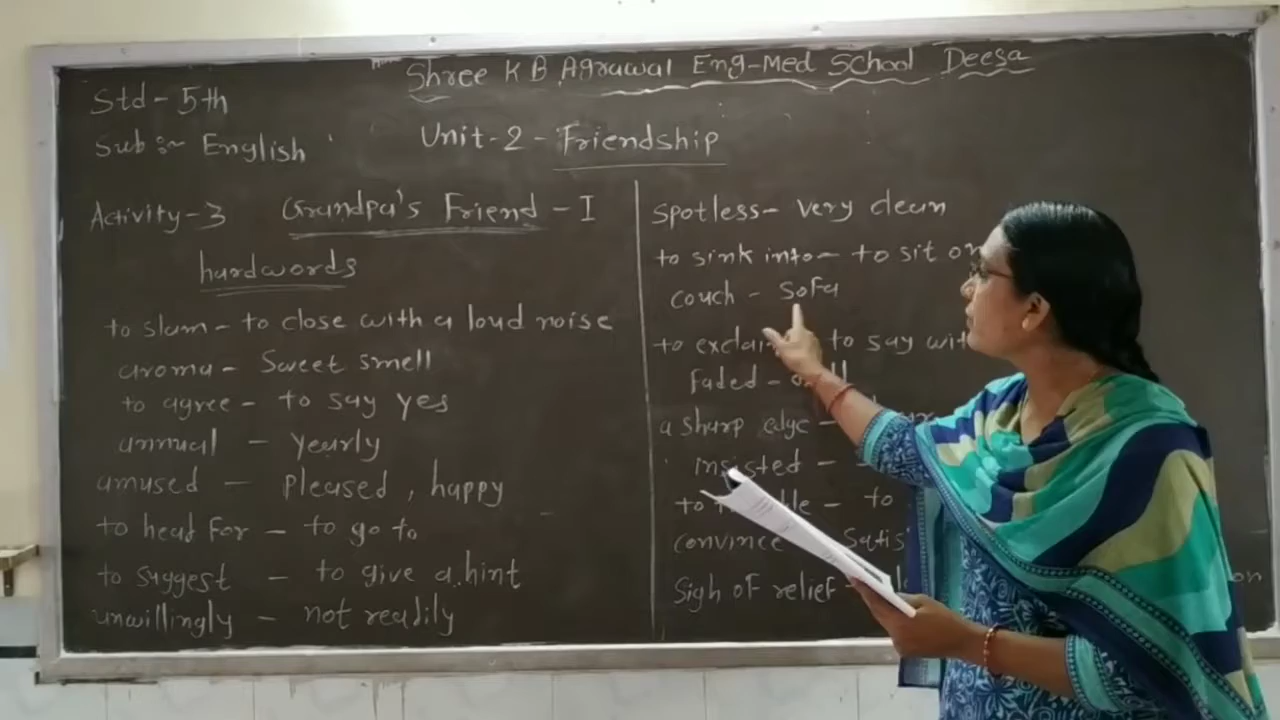 Shree K B Agrawal Eng-Med School Deesa
Std - 5th
Sub :- English
Unit-2 - Friendship
Activity-3 Grandpa's Friend - I
hardwords
to slam - to close with a loud noise
aroma - Sweet smell
to agree - to say yes
annual - yearly
amused - pleased, happy
to head for - to go to
to suggest - to give a hint
unwillingly - not readily
Spotless - very clean
to sink into - to sit on
couch - sofa
to exclaim to say with
faded -
a sharp edge -
insisted -
to - to
convince Satis
Sigh of relief -
on